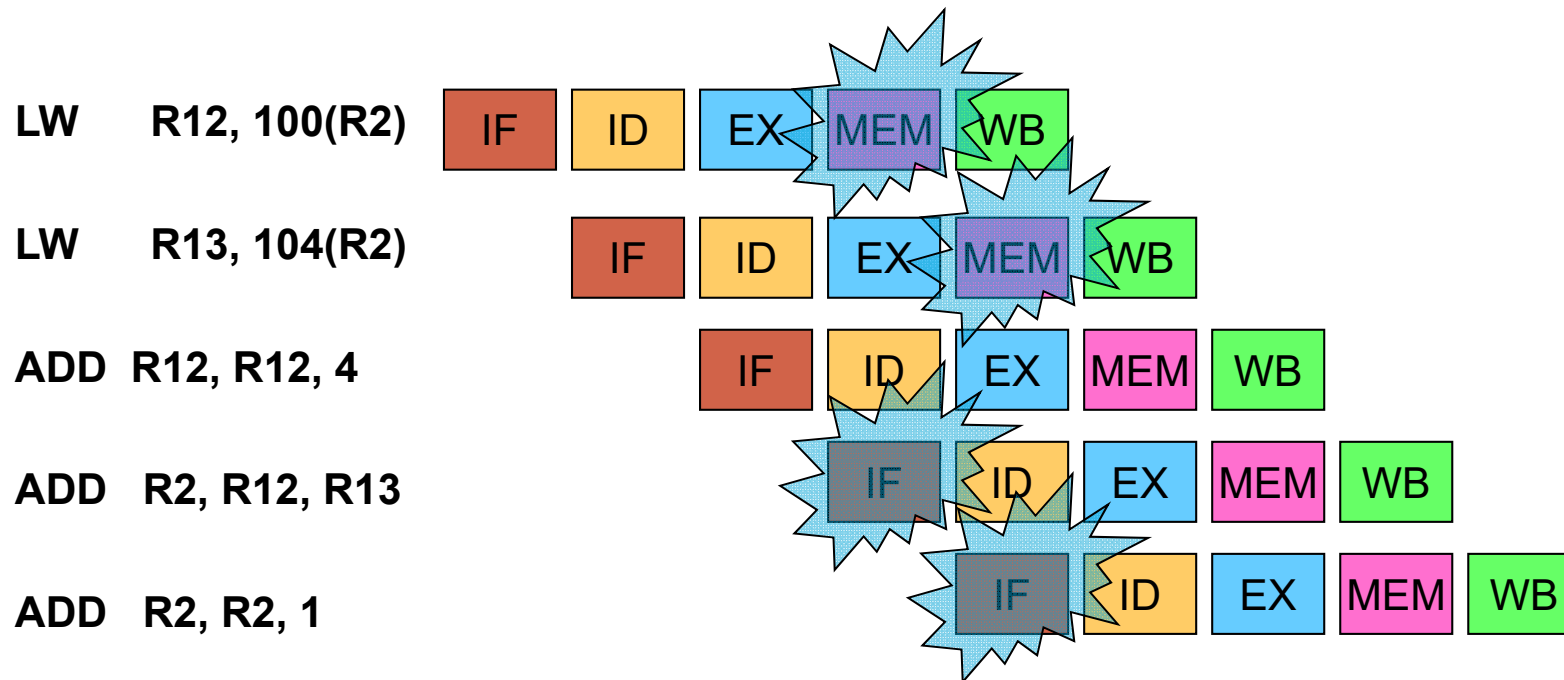 LW R12, 100(R2) IF ID EX MEM WB
LW R13, 104(R2) IF ID EX MEM WB
ADD R12, R12, 4 IF ID EX MEM WB
ADD R2, R12, R13 IF ID EX MEM WB
ADD R2, R2, 1 IF ID EX MEM WB